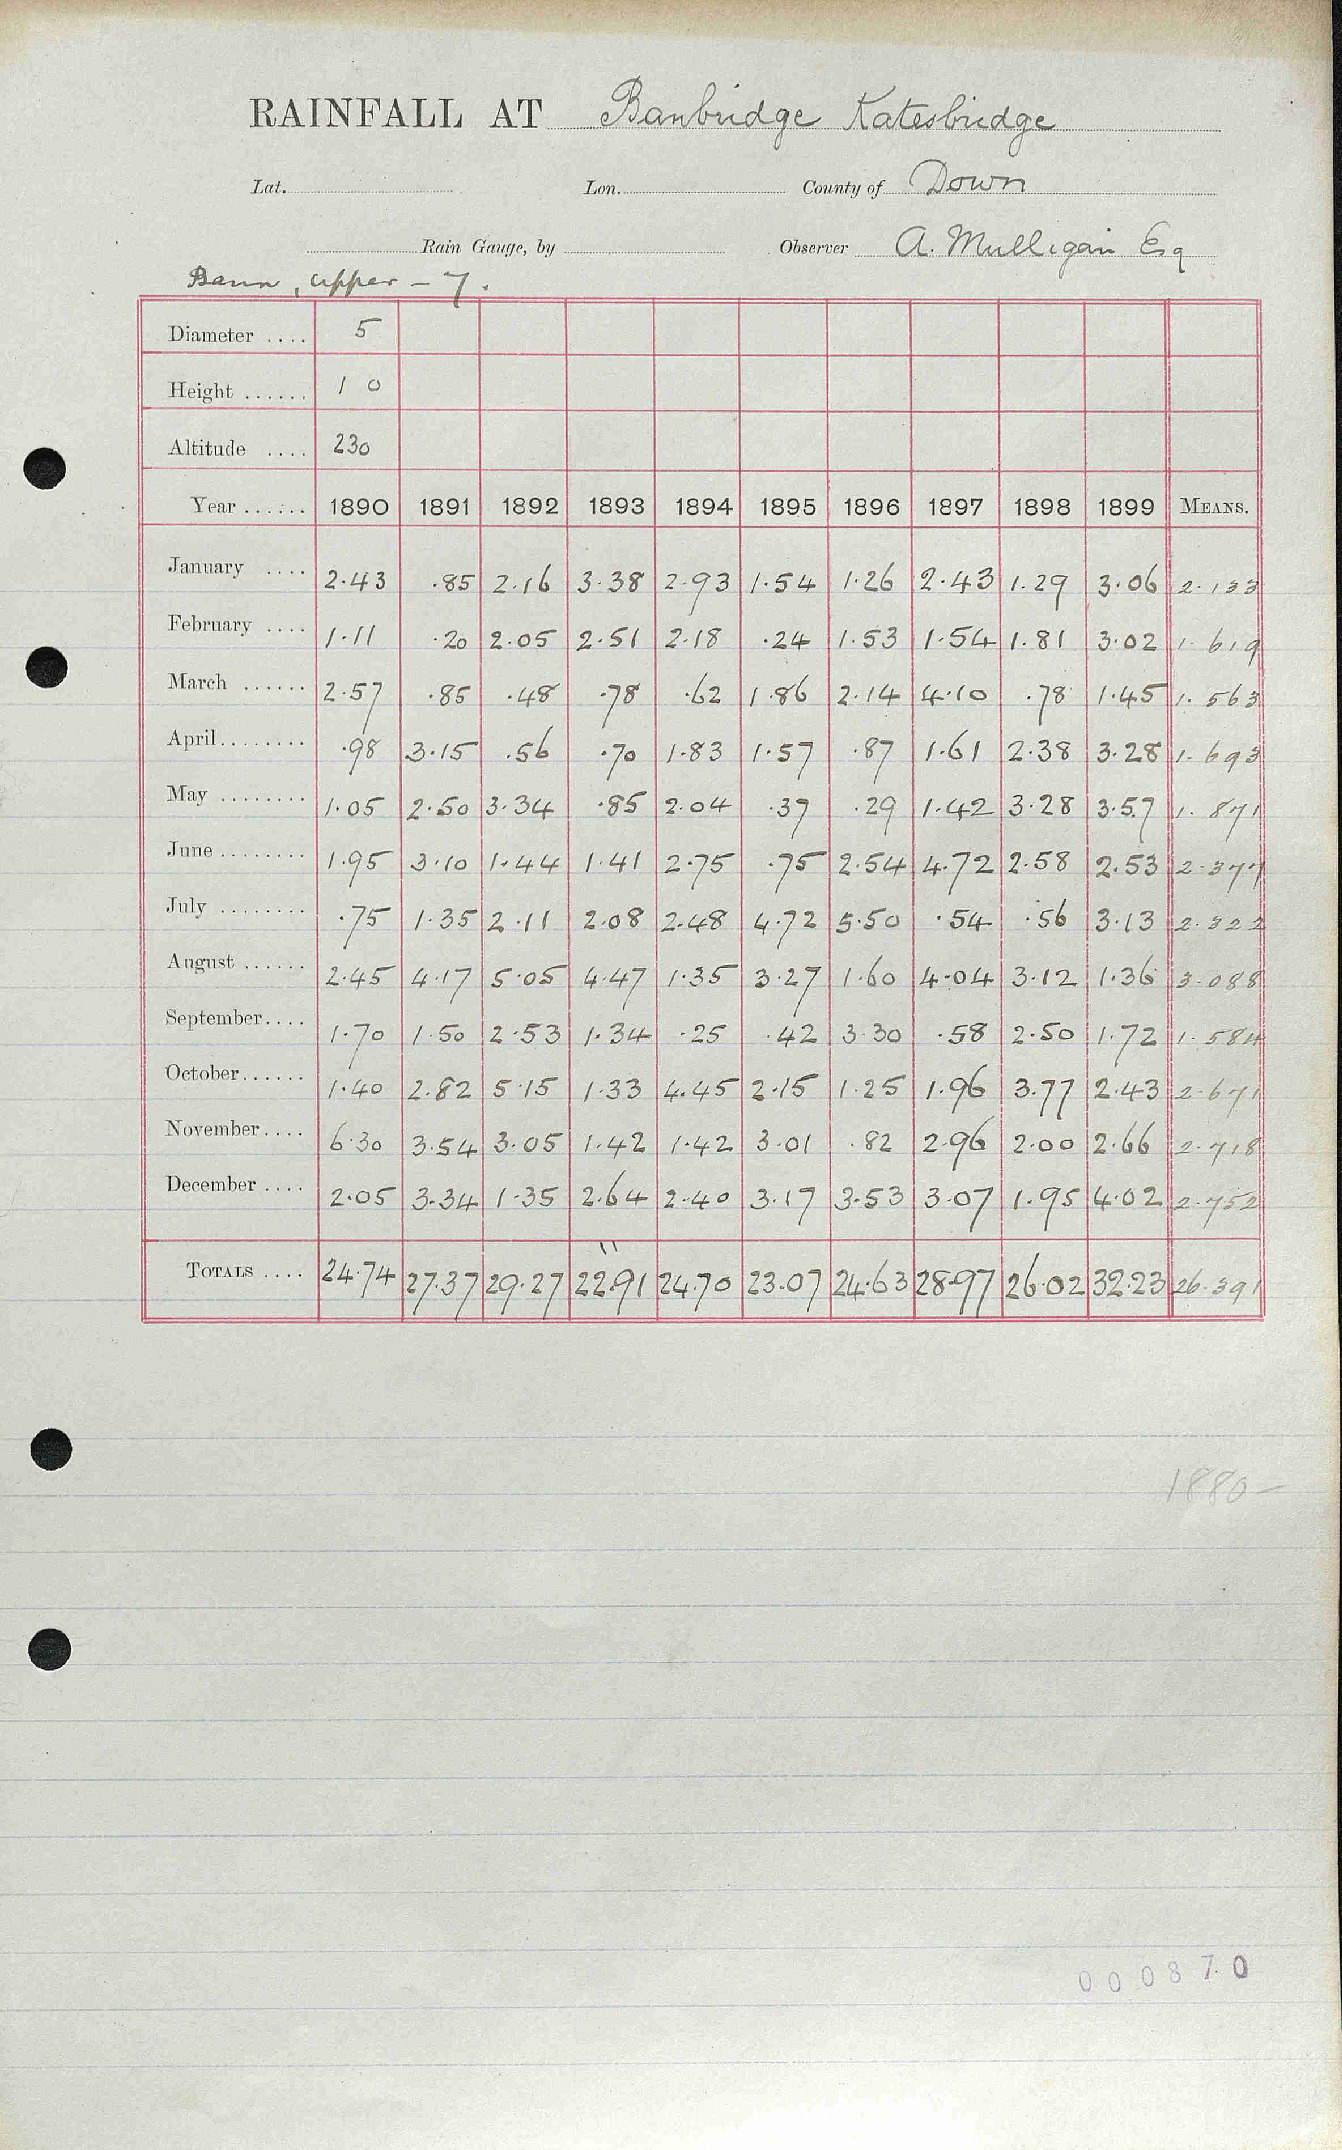 RAINFALL AT Banbridge Katesbridge
Lat. Lon. County of Down
Rain Gauge, by Observer A. Mulligan Esq
Bann, Upper - 7.
Diameter .... 5
Height ...... 1 0
Altitude .... 230
Year ...... 1890 1891 1892 1893 1894 1895 1896 1897 1898 1899 MEANS.
January .... 2.43 .85 2.16 3.38 2.93 1.54 1.26 2.43 1.29 3.06 2.133
February .... 1.11 .20 2.05 2.51 2.18 .24 1.53 1.54 1.81 3.02 1.619
March ...... 2.57 .85 .48 .78 .62 1.86 2.14 4.10 .78 1.45 1.563
April........ .98 3.15 .56 .70 1.83 1.57 .87 1.61 2.38 3.28 1.693
May ........ 1.05 2.50 3.34 .85 2.04 .37 .29 1.42 3.28 3.57 1.871
June ........ 1.95 3.10 1.44 1.41 2.75 .75 2.54 4.72 2.58 2.53 2.377
July ........ .75 1.35 2.11 2.08 2.48 4.72 5.50 .54 .56 3.13 2.322
August ...... 2.45 4.17 5.05 4.47 1.35 3.27 1.60 4.04 3.12 1.36 3.088
September.... 1.70 1.50 2.53 1.34 .25 .42 3.30 .58 2.50 1.72 1.584
October...... 1.40 2.82 5.15 1.33 4.45 2.15 1.25 1.96 3.77 2.43 2.671
November.... 6.30 3.54 3.05 1.42 1.42 3.01 .82 2.96 2.00 2.66 2.718
December .... 2.05 3.34 1.35 2.64 2.40 3.17 3.53 3.07 1.95 4.02 2.752
TOTALS .... 24.74 27.37 29.27 22.91 24.70 23.07 24.63 28.97 26.02 32.23 26.391
1880-
000870